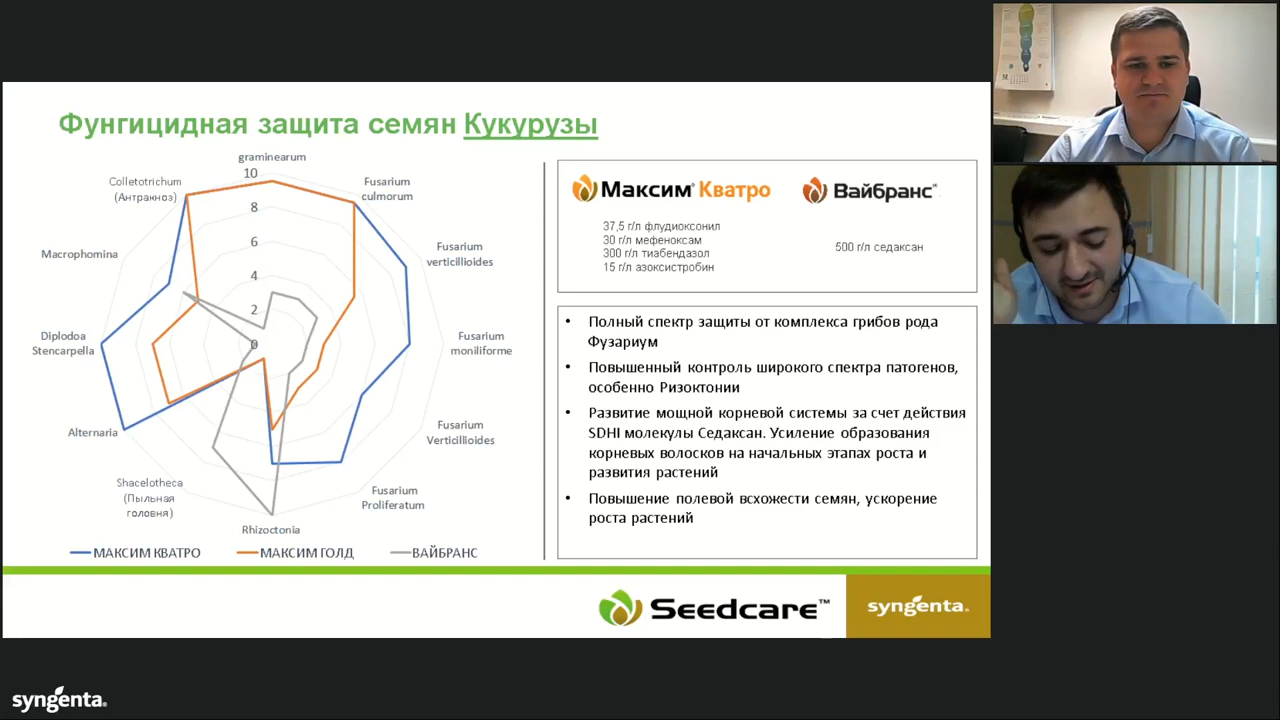 Фунгицидная защита семян Кукурузы
graminearum
10
8
6
4
2
0
Fusarium
culmorum
Fusarium
verticillioides
Fusarium
moniliforme
Fusarium
Verticillioides
Fusarium
Proliferatum
Rhizoctonia
Shacelotheca
(Пыльная
головня)
Alternaria
Diplodoa
Stencarpella
Macrophomina
Colletotrichum
(Антракноз)
МАКСИМ КВАТРО
МАКСИМ ГОЛД
ВАЙБРАНС
Максим® Кватро
37,5 г/л флудиоксонил
30 г/л мефеноксам
300 г/л тиабендазол
15 г/л азоксистробин
Вайбранс®
500 г/л седаксан
• Полный спектр защиты от комплекса грибов рода
Фузариум
• Повышенный контроль широкого спектра патогенов,
особенно Ризоктонии
• Развитие мощной корневой системы за счет действия
SDHI молекулы Седаксан. Усиление образования
корневых волосков на начальных этапах роста и
развития растений
• Повышение полевой всхожести семян, ускорение
роста растений
Seedcare™
syngenta®
syngenta®